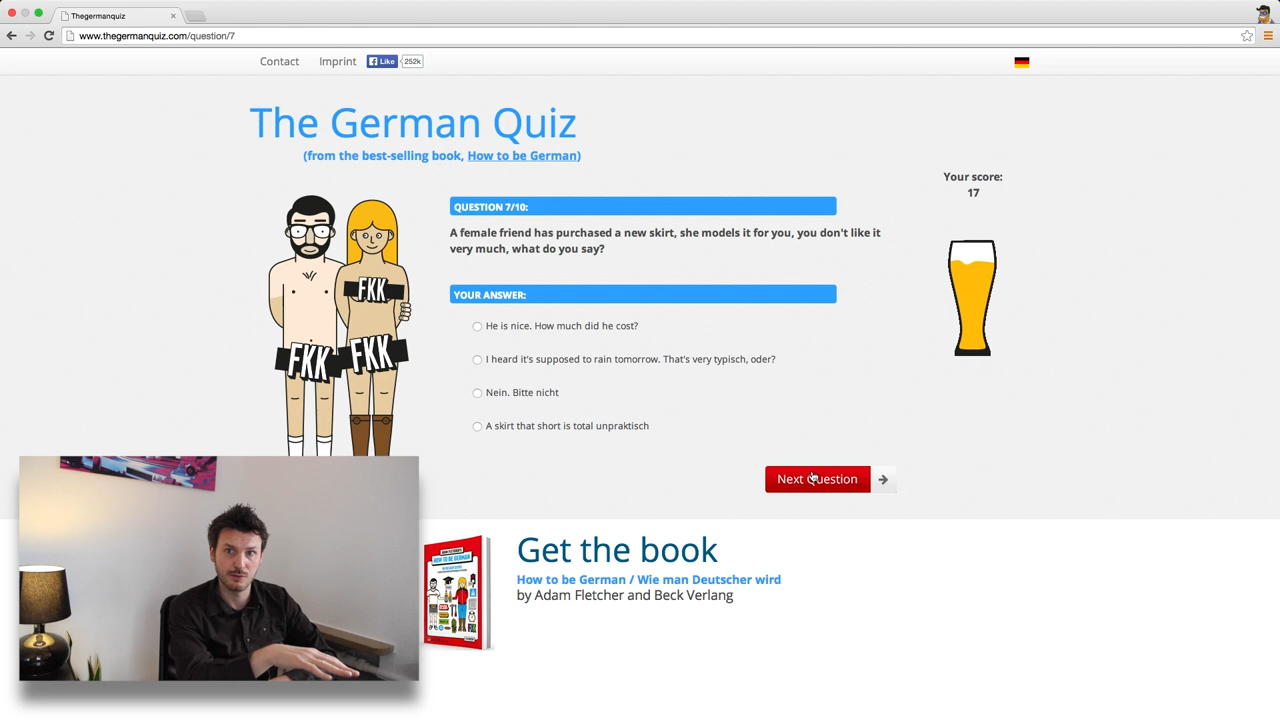 Thegermanquiz
www.thegermanquiz.com/question/7
Contact
Imprint
Like
252k
The German Quiz
(from the best-selling book, How to be German)
Your score:
17
QUESTION 7/10:
A female friend has purchased a new skirt, she models it for you, you don't like it
very much, what do you say?
YOUR ANSWER:
He is nice. How much did he cost?
I heard it's supposed to rain tomorrow. That's very typisch, oder?
Nein. Bitte nicht
A skirt that short is total unpraktisch
FKK
FKK
FKK
Next Question
Get the book
How to be German / Wie man Deutscher wird
by Adam Fletcher and Beck Verlang
HOW TO BE GERMAN